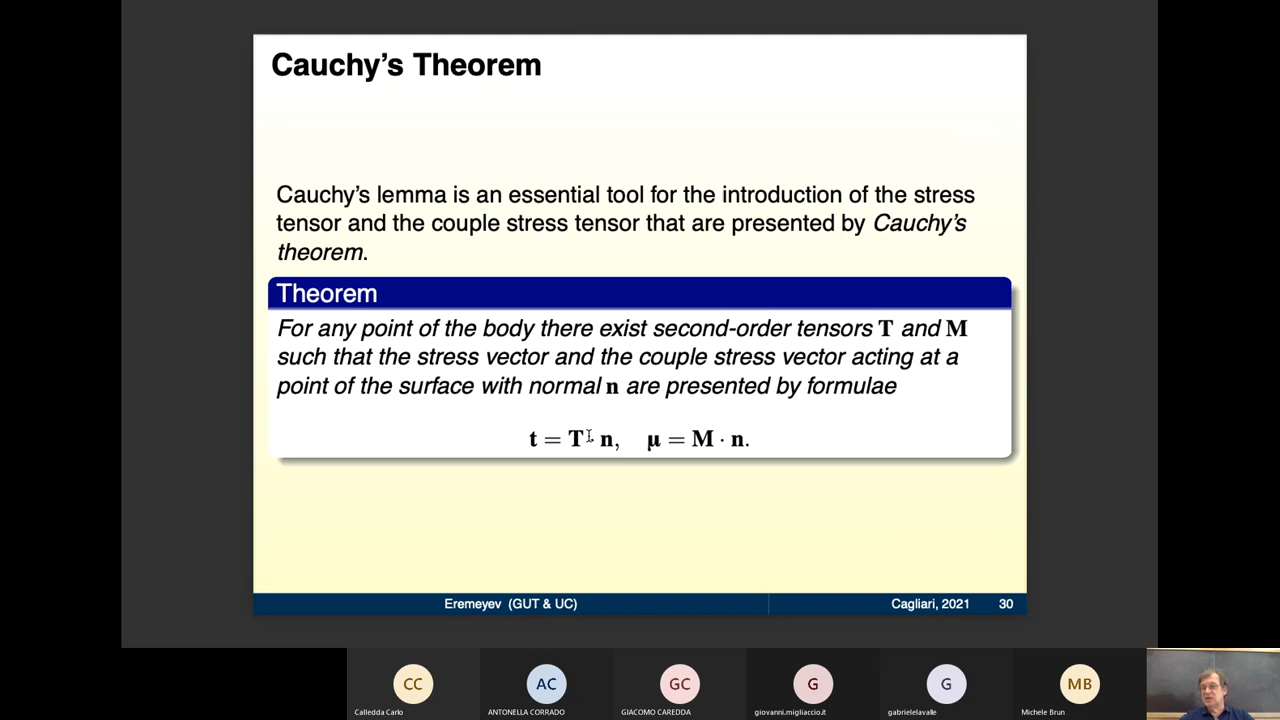 Cauchy's Theorem
Cauchy's lemma is an essential tool for the introduction of the stress
tensor and the couple stress tensor that are presented by Cauchy's
theorem.
Theorem
For any point of the body there exist second-order tensors T and M
such that the stress vector and the couple stress vector acting at a
point of the surface with normal n are presented by formulae
t = T · n, μ = M · n.
Eremeyev (GUT & UC) Cagliari, 2021 30
CC AC GC G G MB
Calledda Carlo ANTONELLA CORRADO GIACOMO CAREDDA giovanni.migliaccio.it gabrielelavalle Michele Brun